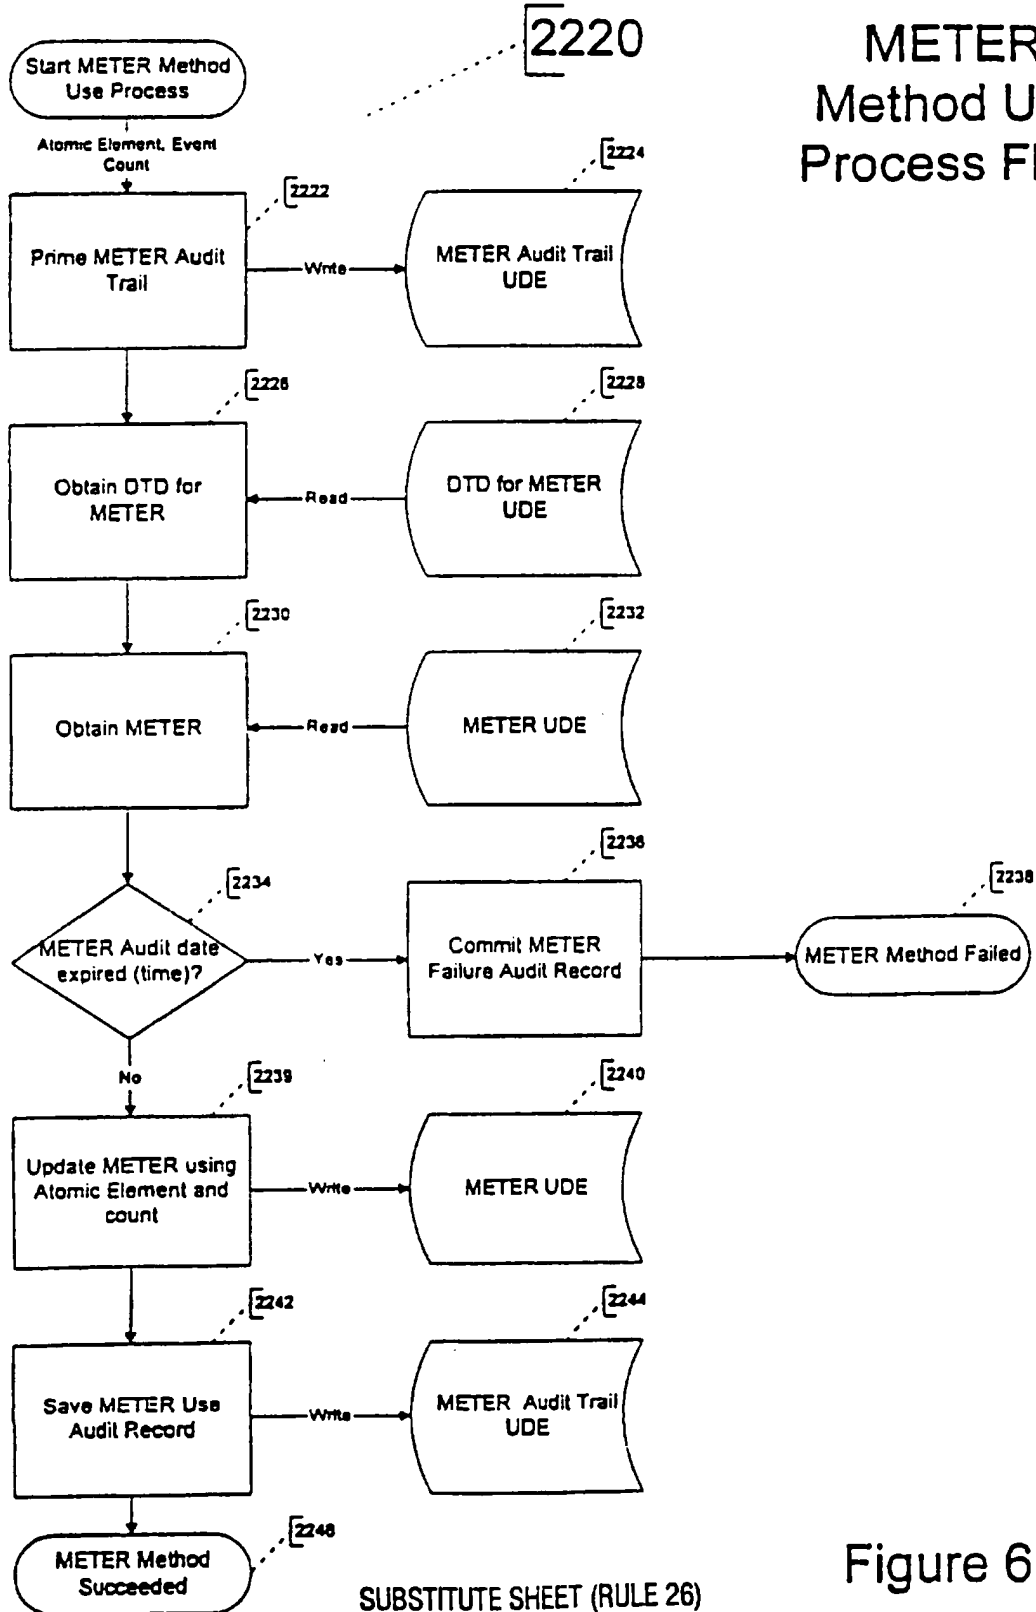 2220
METER
Method U
Process Fl
Start METER Method
Use Process
Atomic Element, Event
Count
2222
2224
Prime METER Audit
Trail
Write
METER Audit Trail
UDE
2226
2228
Obtain DTD for
METER
Read
DTD for METER
UDE
2230
2232
Obtain METER
Read
METER UDE
2234
2236
2238
METER Audit date
expired (time)?
Yes
Commit METER
Failure Audit Record
METER Method Failed
No
2239
2240
Update METER using
Atomic Element and
count
Write
METER UDE
2242
2244
Save METER Use
Audit Record
Write
METER Audit Trail
UDE
2246
METER Method
Succeeded
SUBSTITUTE SHEET (RULE 26)
Figure 6